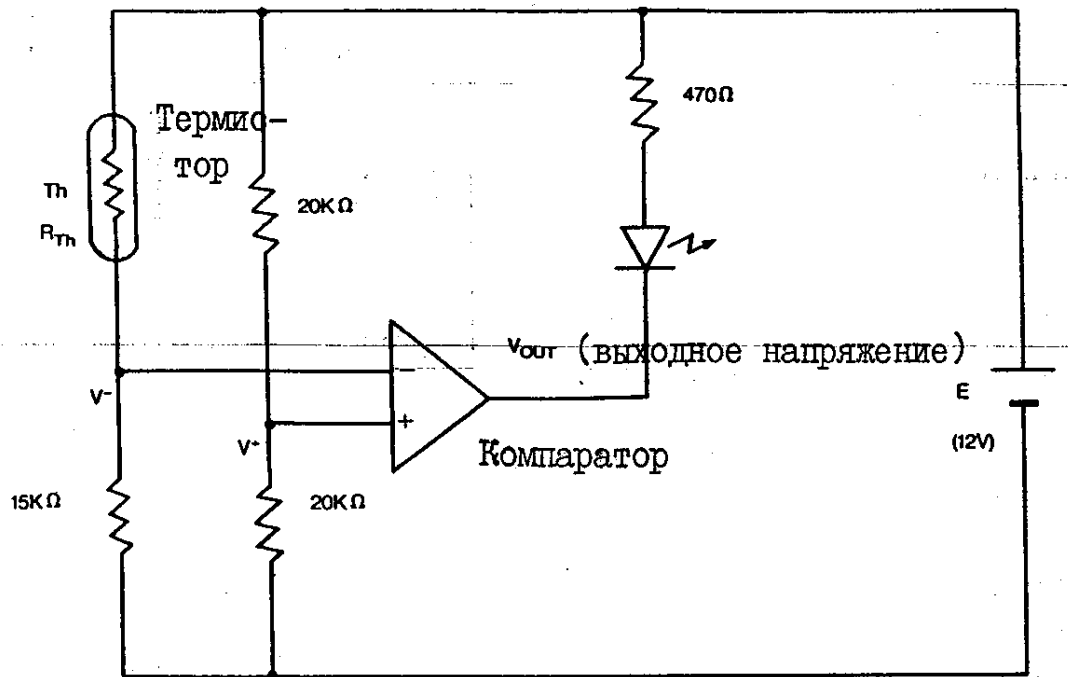 470Ω
Термис-
тор
Th
RTh
20KΩ
VOUT (выходное напряжение)
V⁻
−
E
+
V⁺
(12V)
Компаратор
15KΩ
20KΩ